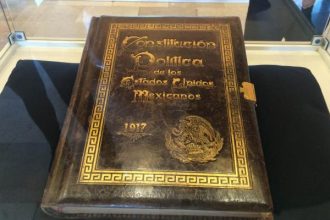 Constitución
Política
de los
Estados Unidos
Mexicanos
1917